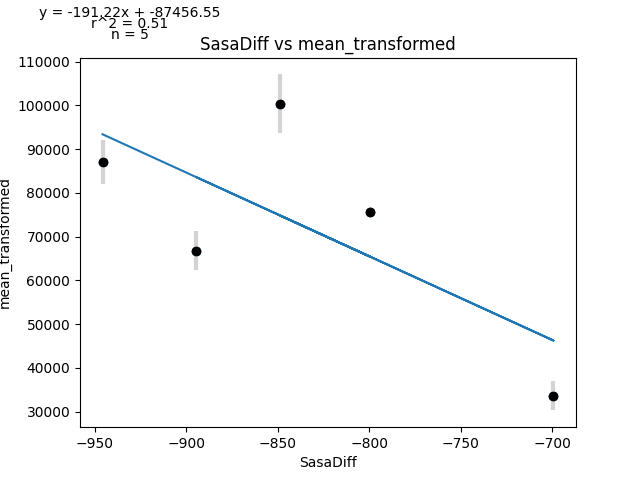 y = -191.22x + -87456.55
r^2 = 0.51
n = 5
SasaDiff vs mean_transformed
110000
100000
90000
80000
70000
60000
50000
40000
30000
mean_transformed
−950
−900
−850
−800
−750
−700
SasaDiff